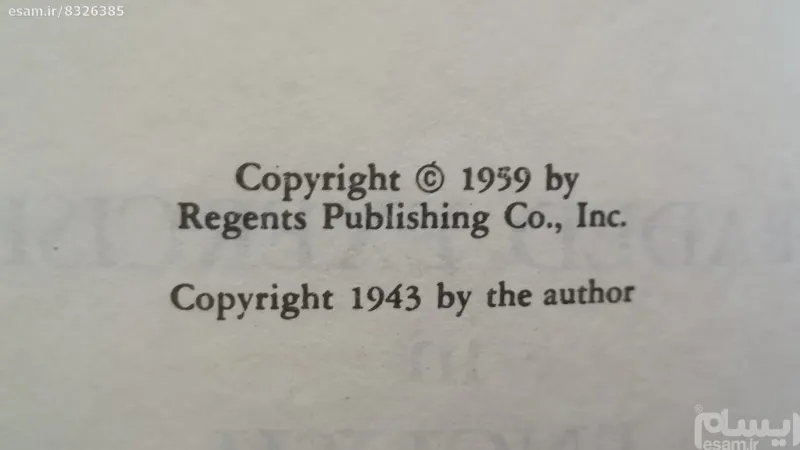 esam.ir/8326385
Copyright © 1959 by
Regents Publishing Co., Inc.
Copyright 1943 by the author
ایسام
esam.ir